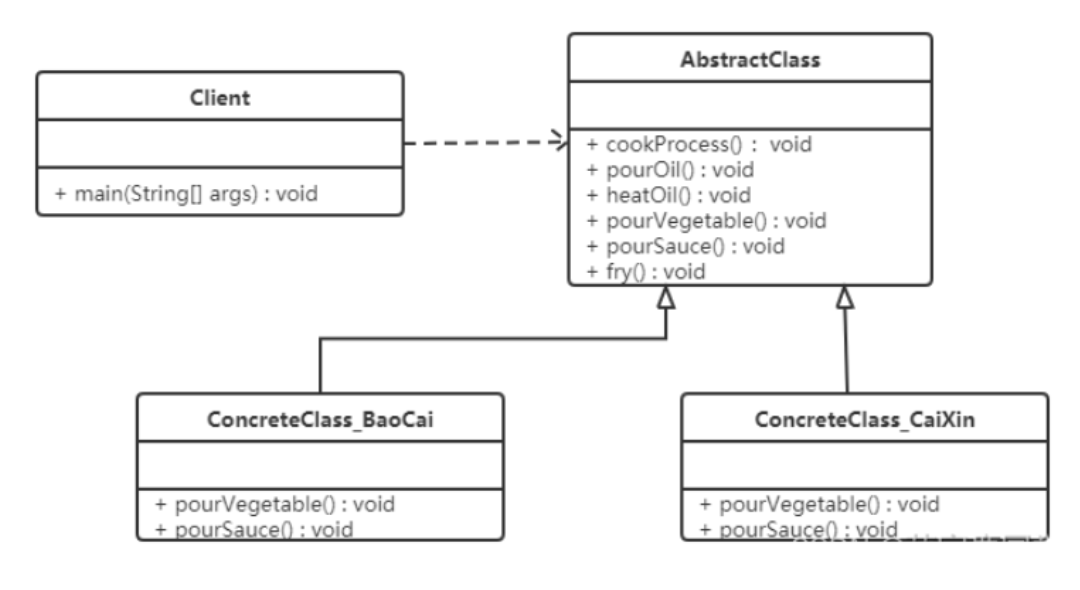 Client
+ main(String[] args) : void
AbstractClass
+ cookProcess() : void
+ pourOil() : void
+ heatOil() : void
+ pourVegetable() : void
+ pourSauce() : void
+ fry() : void
ConcreteClass_BaoCai
+ pourVegetable() : void
+ pourSauce() : void
ConcreteClass_CaiXin
+ pourVegetable() : void
+ pourSauce() : void